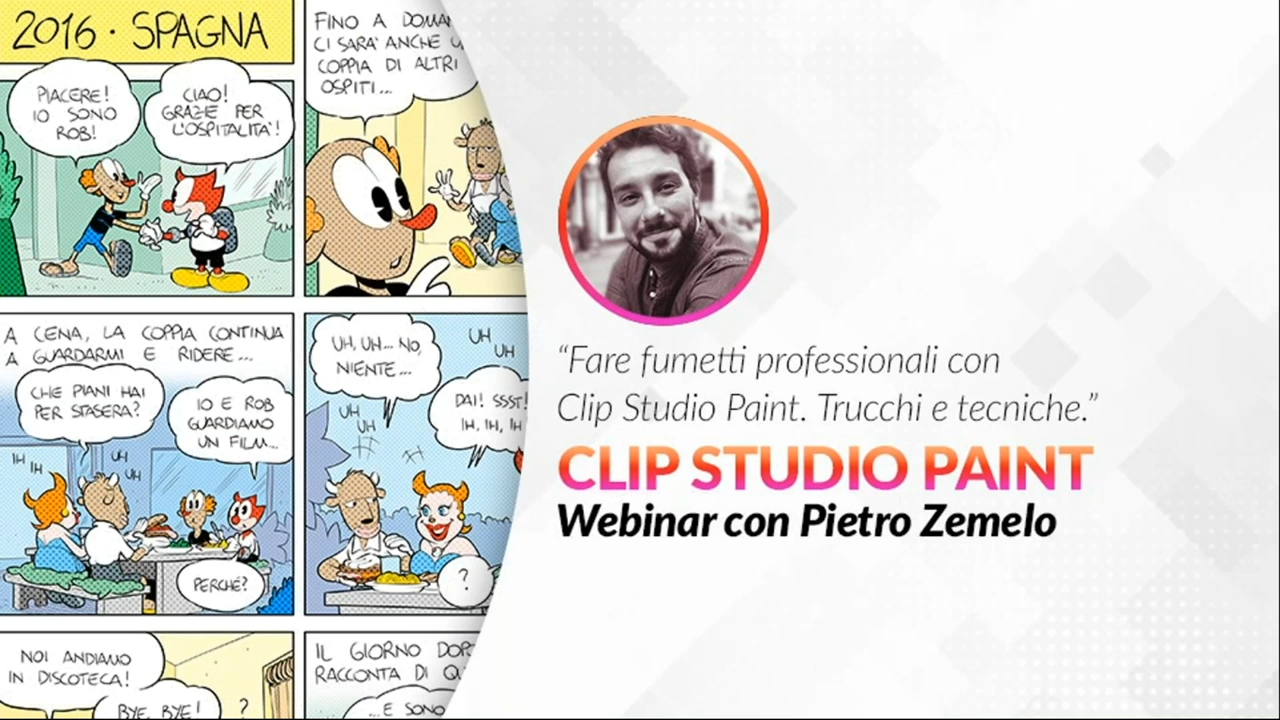 2016 · SPAGNA
PIACERE!
IO SONO
ROB!
CIAO!
GRAZIE PER
L'OSPITALITA'!
FINO A
CI SARA' ANCHE
COPPIA DI ALTRI
OSPITI...
A CENA, LA COPPIA CONTINUA
A GUARDARMI E RIDERE...
CHE PIANI HAI
PER STASERA?
IO E ROB
GUARDIAMO
UN FILM...
IH IH
UH
UH
PERCHÉ?
UH, UH... NO,
NIENTE...
UH
UH
UH
UH
DAI! SSST!
IH, IH, IH
?
NOI ANDIAMO
IN DISCOTECA!
BYE, BYE!
?
IL GIORNO
RACCONTA DI
...E SONO
“Fare fumetti professionali con
Clip Studio Paint. Trucchi e tecniche.”
CLIP STUDIO PAINT
Webinar con Pietro Zemelo